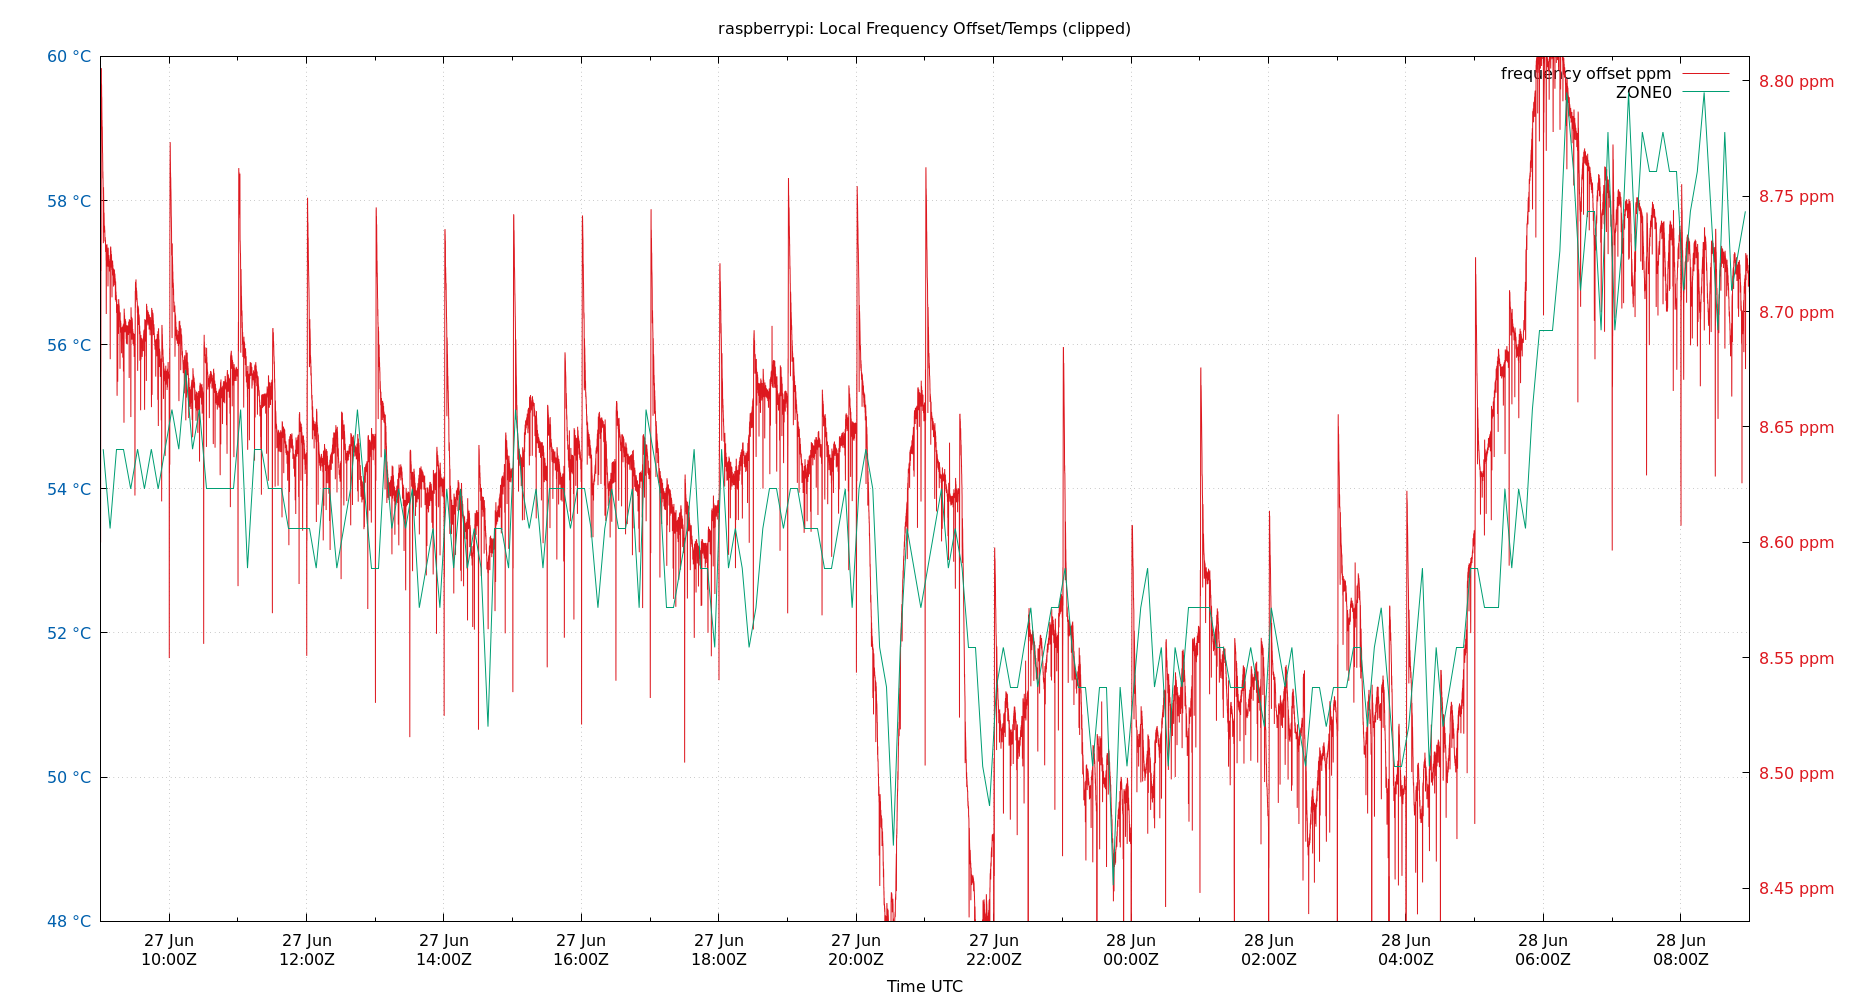 raspberrypi: Local Frequency Offset/Temps (clipped)
60 °C
58 °C
56 °C
54 °C
52 °C
50 °C
48 °C
frequency offset ppm
ZONE0
8.80 ppm
8.75 ppm
8.70 ppm
8.65 ppm
8.60 ppm
8.55 ppm
8.50 ppm
8.45 ppm
27 Jun
10:00Z
27 Jun
12:00Z
27 Jun
14:00Z
27 Jun
16:00Z
27 Jun
18:00Z
27 Jun
20:00Z
27 Jun
22:00Z
28 Jun
00:00Z
28 Jun
02:00Z
28 Jun
04:00Z
28 Jun
06:00Z
28 Jun
08:00Z
Time UTC